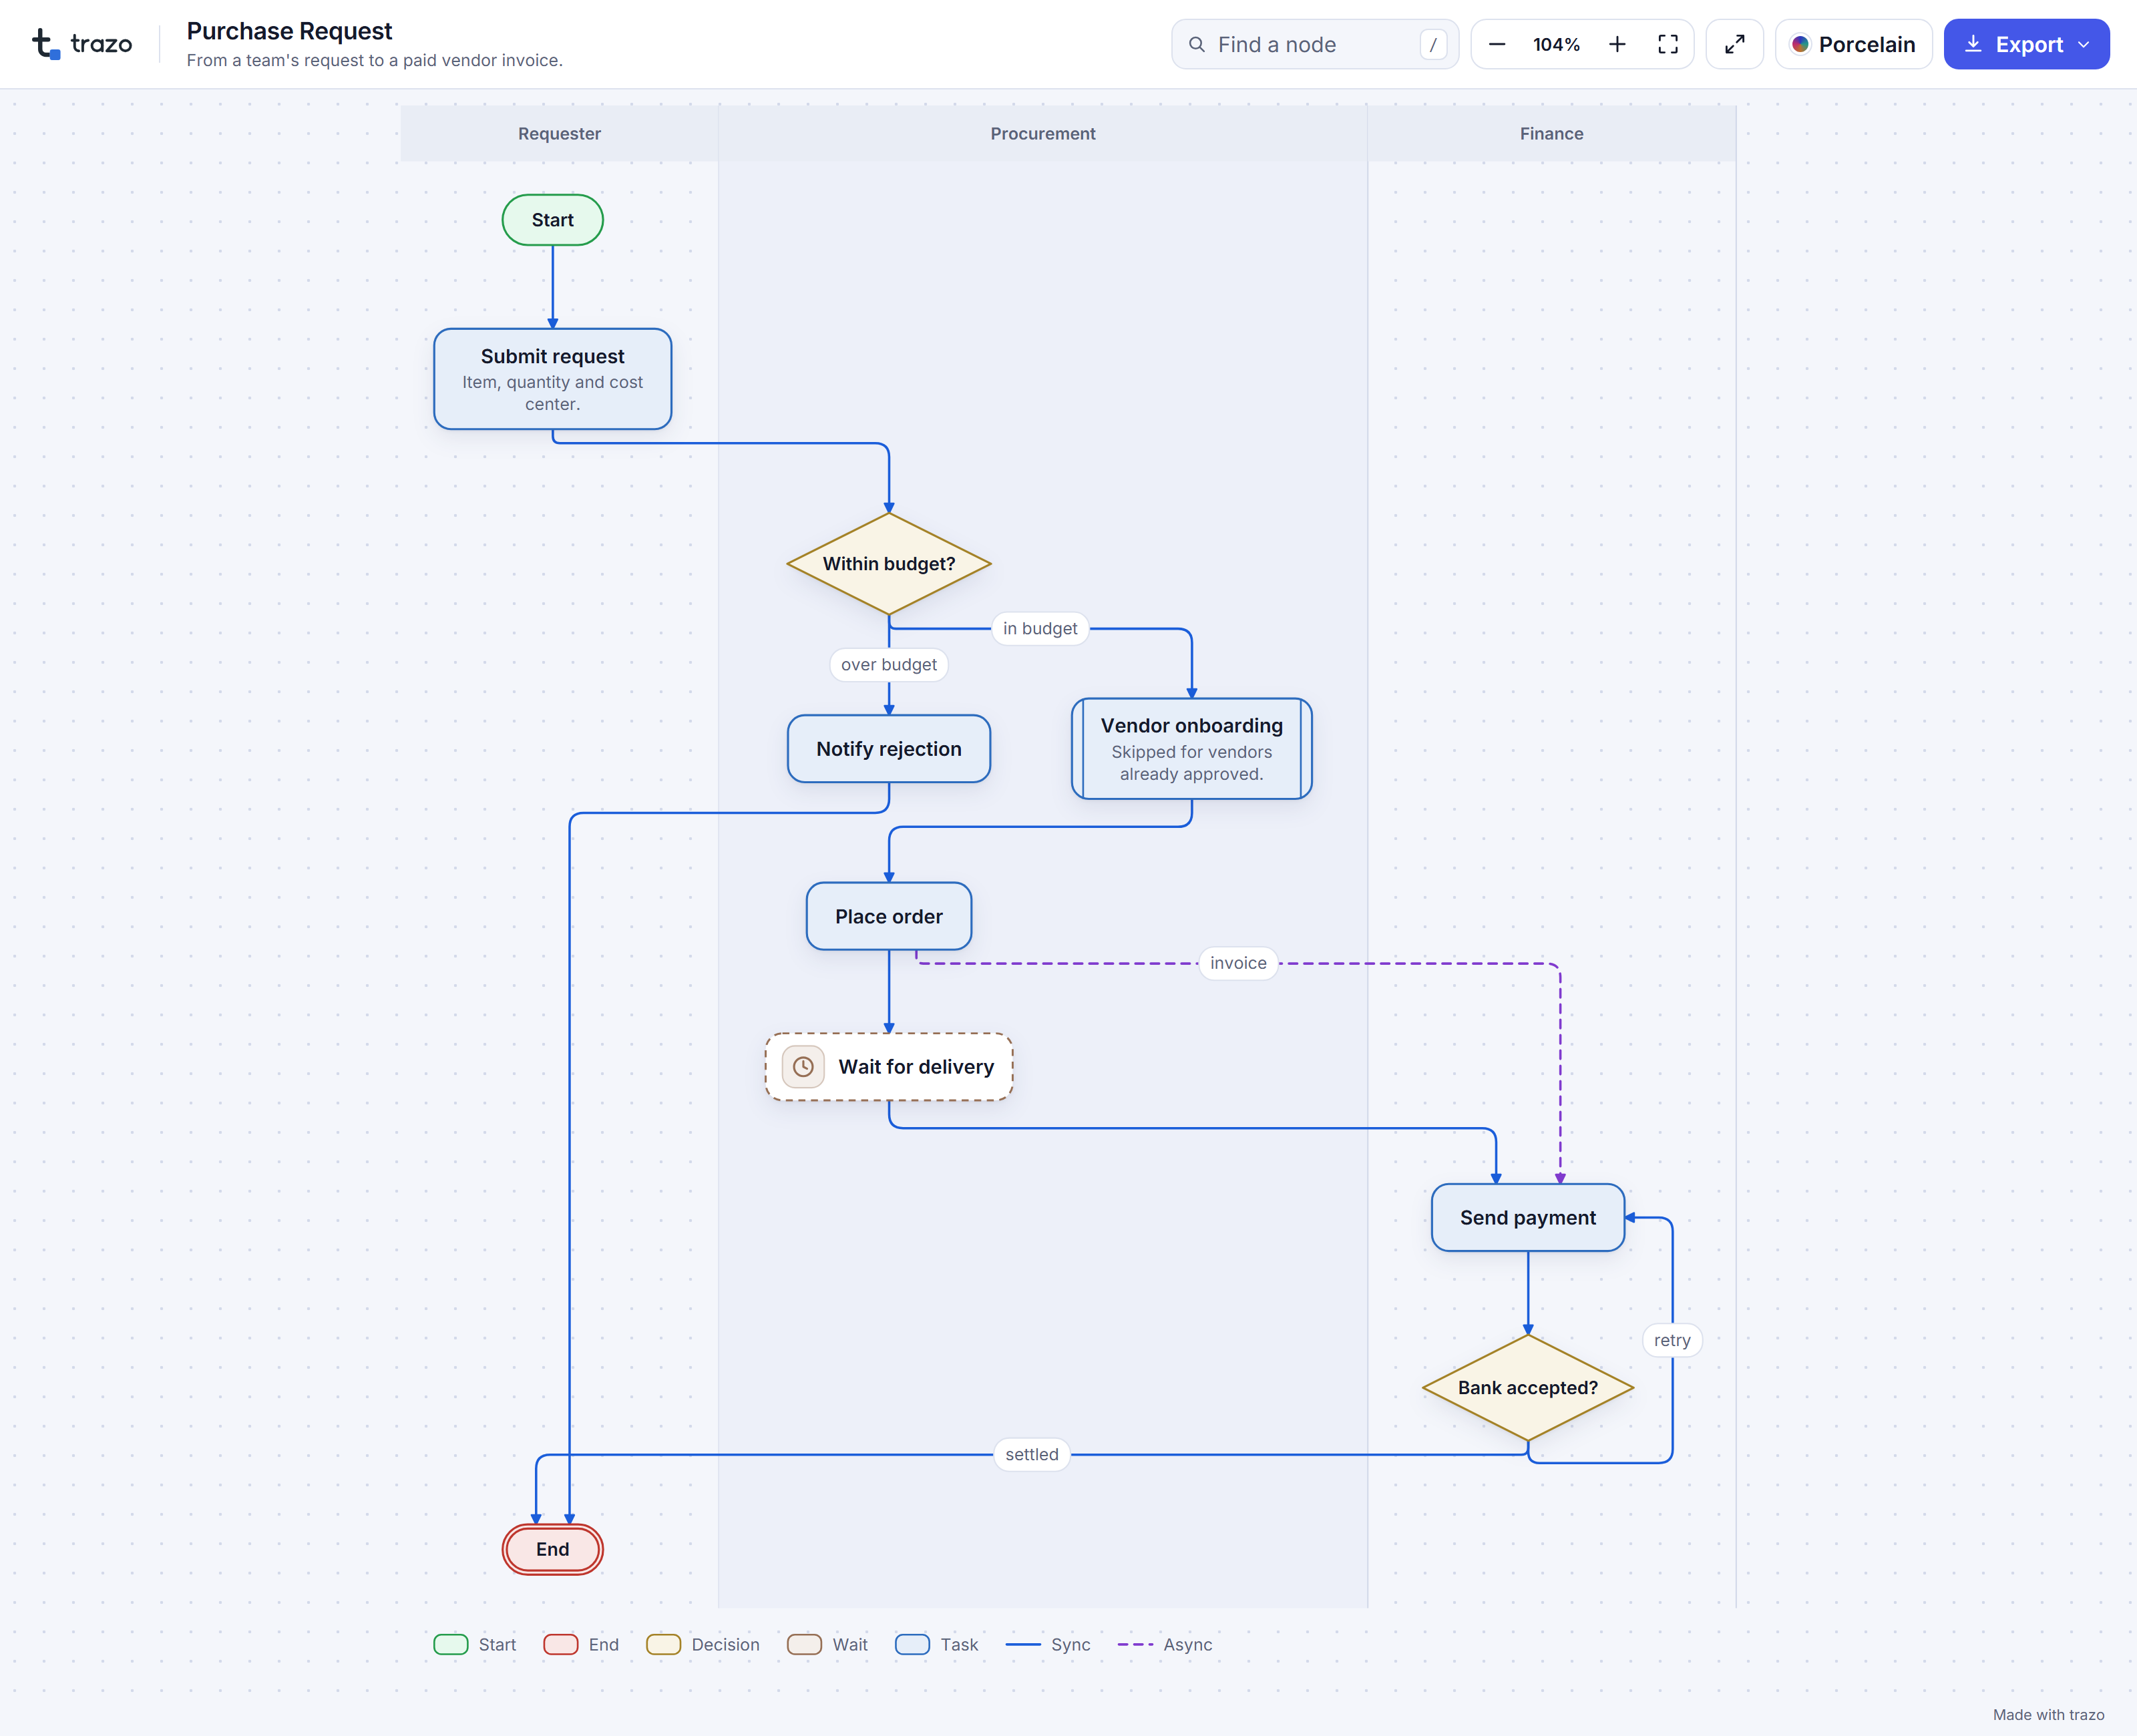 trazo
Purchase Request
From a team's request to a paid vendor invoice.
Find a node
/
104%
Porcelain
Export
Requester
Procurement
Finance
Start
Submit request
Item, quantity and cost
center.
Within budget?
in budget
over budget
Notify rejection
Vendor onboarding
Skipped for vendors
already approved.
Place order
invoice
Wait for delivery
Send payment
retry
Bank accepted?
settled
End
Start
End
Decision
Wait
Task
Sync
Async
Made with trazo